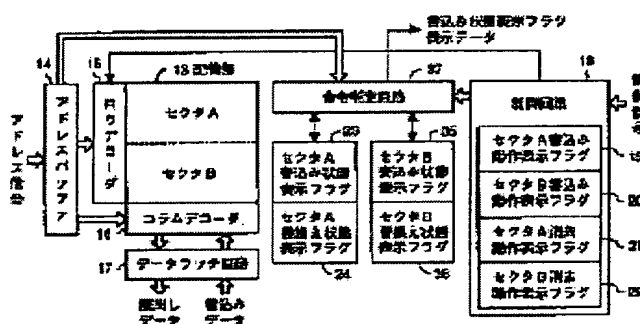 書込み状態表示フラグ
表示データ
14
15
13 記憶部
27
18
アドレスバッファ
ロウデコーダ
セクタA
セクタB
コラムデコーダ
16
17
データラッチ回路
読出し
データ
書込み
データ
アドレス信号
23
25
セクタA
書込み状態
表示フラグ
セクタB
書込み状態
表示フラグ
セクタA
書換え状態
表示フラグ
セクタB
書換え状態
表示フラグ
24
26
制御回路
セクタA書込み
動作表示フラグ
19
セクタB書込み
動作表示フラグ
20
セクタA消去
動作表示フラグ
21
セクタB消去
動作表示フラグ
22